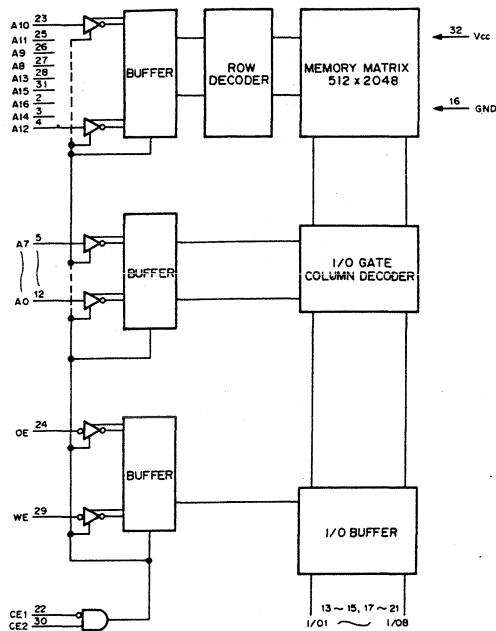 A10 23
A11 25
A9 26
A8 27
A13 28
A15 31
A16 2
A14 3
A12 4
BUFFER
ROW
DECODER
MEMORY MATRIX
512 x 2048
32 Vcc
16 GND
A7 5
A0 12
BUFFER
I/O GATE
COLUMN DECODER
OE 24
WE 29
BUFFER
I/O BUFFER
CE1 22
CE2 30
13 ~ 15, 17 ~ 21
I/01 ~ I/08